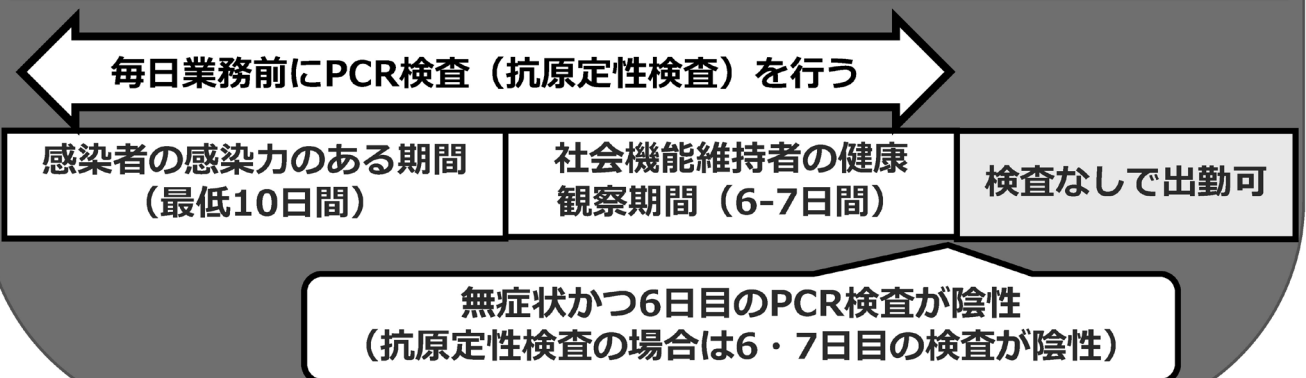 毎日業務前にPCR検査（抗原定性検査）を行う
感染者の感染力のある期間
（最低10日間）
社会機能維持者の健康
観察期間（6-7日間）
検査なしで出勤可
無症状かつ6日目のPCR検査が陰性
（抗原定性検査の場合は6・7日目の検査が陰性）